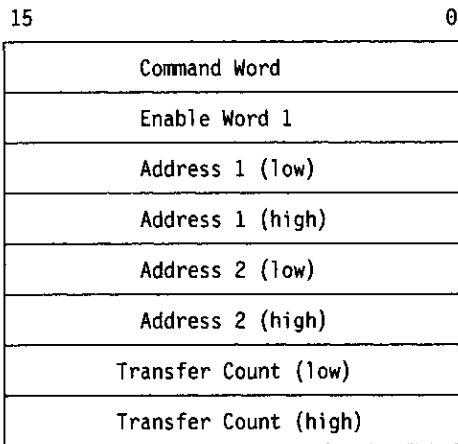 15 0
Command Word
Enable Word 1
Address 1 (low)
Address 1 (high)
Address 2 (low)
Address 2 (high)
Transfer Count (low)
Transfer Count (high)